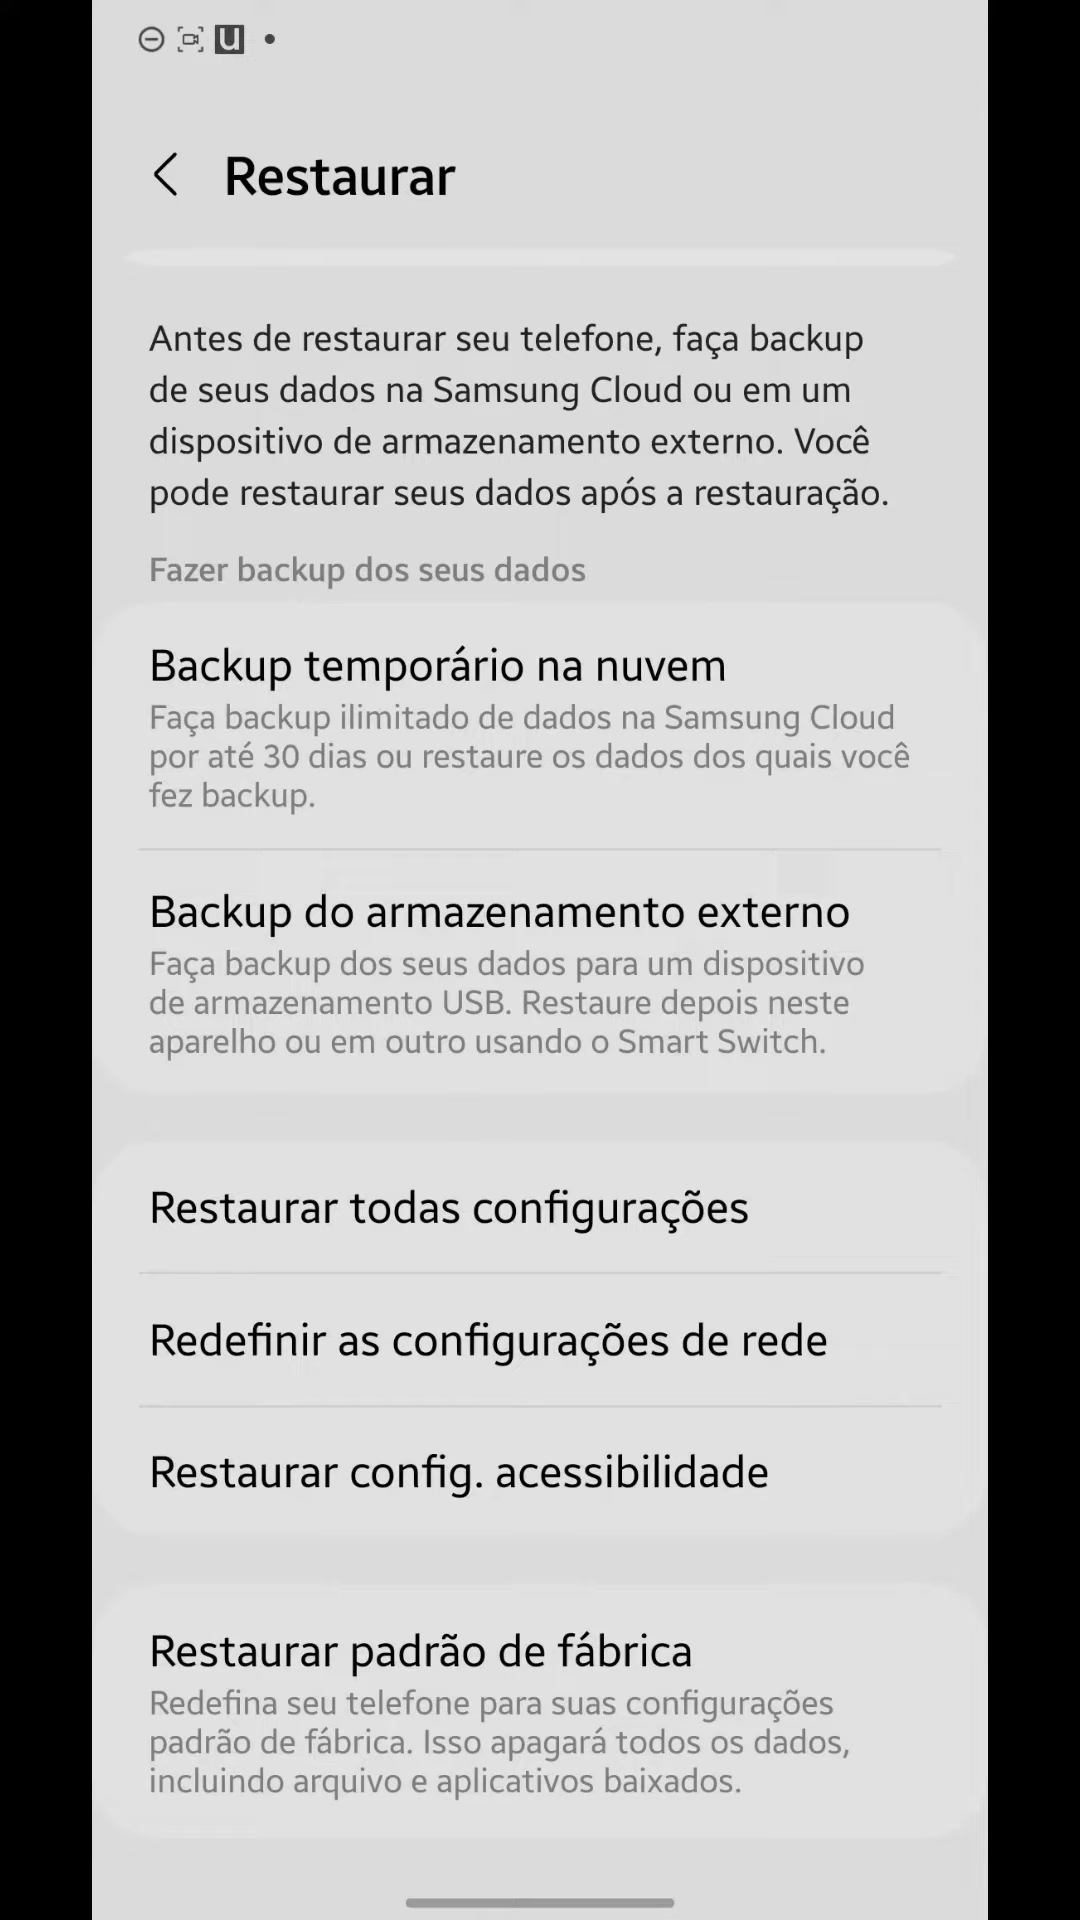 u
Restaurar
Antes de restaurar seu telefone, faça backup
de seus dados na Samsung Cloud ou em um
dispositivo de armazenamento externo. Você
pode restaurar seus dados após a restauração.
Fazer backup dos seus dados
Backup temporário na nuvem
Faça backup ilimitado de dados na Samsung Cloud
por até 30 dias ou restaure os dados dos quais você
fez backup.
Backup do armazenamento externo
Faça backup dos seus dados para um dispositivo
de armazenamento USB. Restaure depois neste
aparelho ou em outro usando o Smart Switch.
Restaurar todas configurações
Redefinir as configurações de rede
Restaurar config. acessibilidade
Restaurar padrão de fábrica
Redefina seu telefone para suas configurações
padrão de fábrica. Isso apagará todos os dados,
incluindo arquivo e aplicativos baixados.